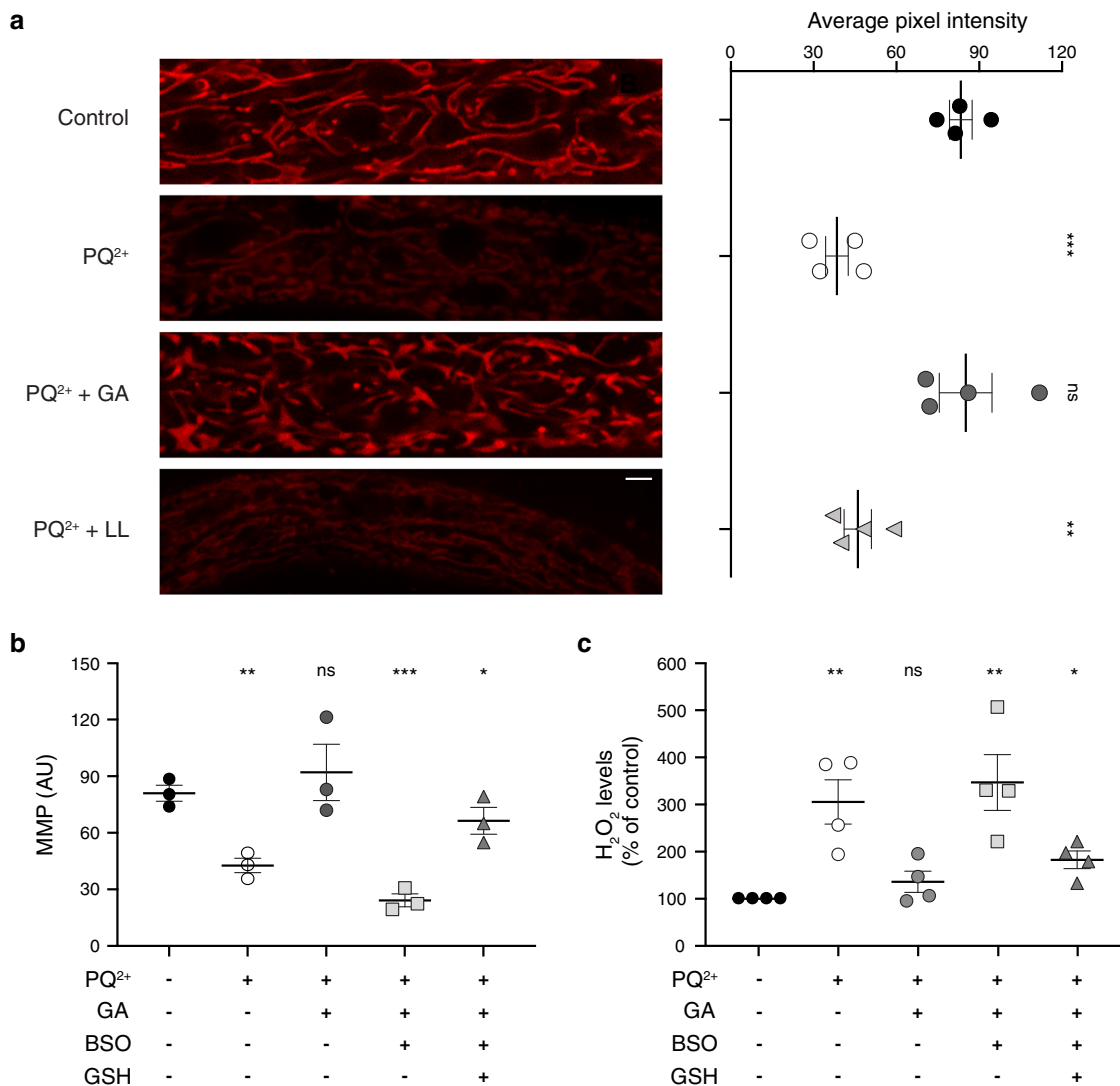 a
Average pixel intensity
0 30 60 90 120
Control
PQ²⁺
***
PQ²⁺ + GA
ns
PQ²⁺ + LL
**
b
MMP (AU)
150
120
90
60
30
0
** ns *** *
PQ²⁺ - + + + +
GA - - + + +
BSO - - - + +
GSH - - - - +
c
H₂O₂ levels
(% of control)
600
500
400
300
200
100
0
** ns ** *
PQ²⁺ - + + + +
GA - - + + +
BSO - - - + +
GSH - - - - +